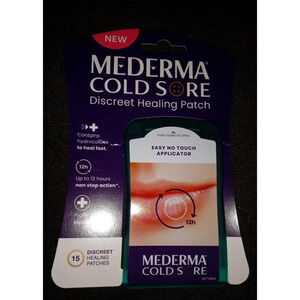 NEW
MEDERMA®
COLD SORE
Discreet Healing Patch
Contains
hydrocolloid
to heal fast.
12h
Up to 12 hours
non stop action*.
15
DISCREET
HEALING
PATCHES
EASY NO TOUCH
APPLICATOR
12h
MEDERMA®
COLD SORE